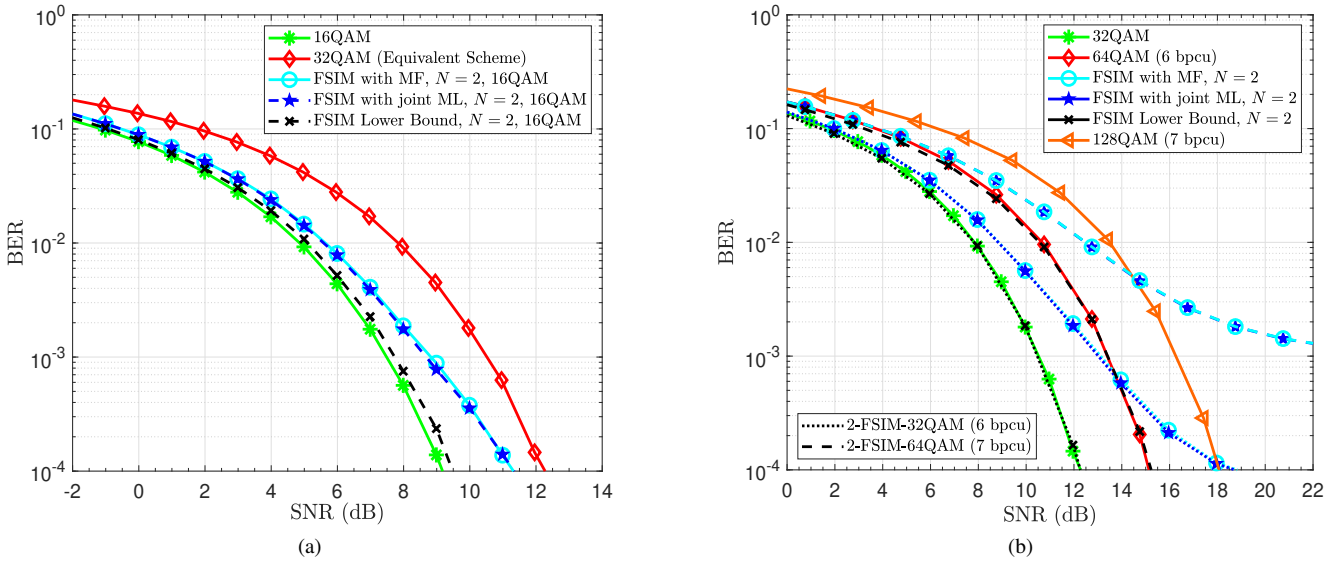 10^0
10^-1
10^-2
10^-3
10^-4
BER
-2 0 2 4 6 8 10 12 14
SNR (dB)
16QAM
32QAM (Equivalent Scheme)
FSIM with MF, N = 2, 16QAM
FSIM with joint ML, N = 2, 16QAM
FSIM Lower Bound, N = 2, 16QAM
(a)
10^0
10^-1
10^-2
10^-3
10^-4
BER
0 2 4 6 8 10 12 14 16 18 20 22
SNR (dB)
32QAM
64QAM (6 bpcu)
FSIM with MF, N = 2
FSIM with joint ML, N = 2
FSIM Lower Bound, N = 2
128QAM (7 bpcu)
2-FSIM-32QAM (6 bpcu)
2-FSIM-64QAM (7 bpcu)
(b)